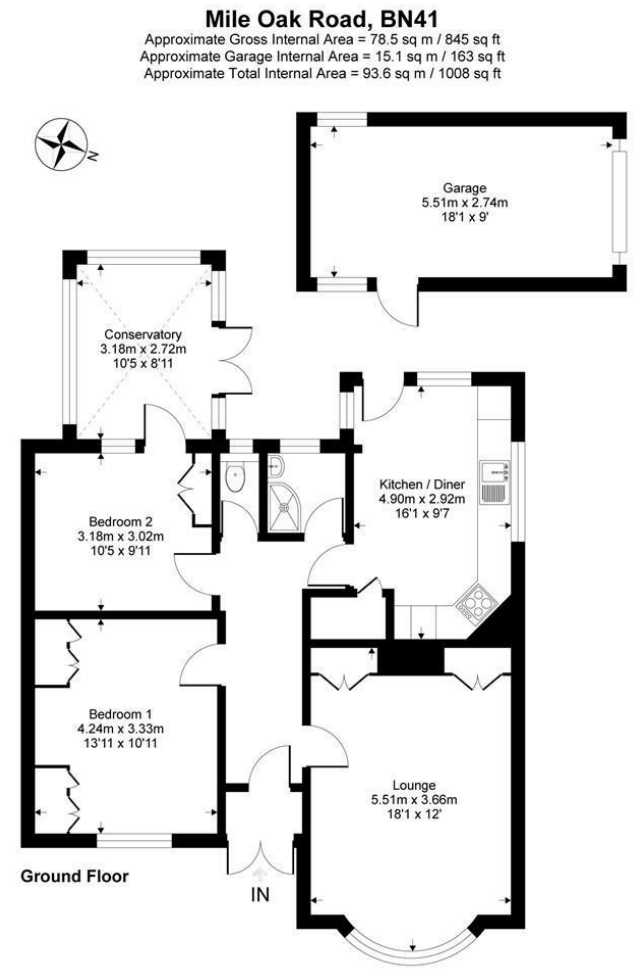 Mile Oak Road, BN41
Approximate Gross Internal Area = 78.5 sq m / 845 sq ft
Approximate Garage Internal Area = 15.1 sq m / 163 sq ft
Approximate Total Internal Area = 93.6 sq m / 1008 sq ft
N
Garage
5.51m x 2.74m
18'1 x 9'
Conservatory
3.18m x 2.72m
10'5 x 8'11
Kitchen / Diner
4.90m x 2.92m
16'1 x 9'7
Bedroom 2
3.18m x 3.02m
10'5 x 9'11
Bedroom 1
4.24m x 3.33m
13'11 x 10'11
Lounge
5.51m x 3.66m
18'1 x 12'
Ground Floor
IN